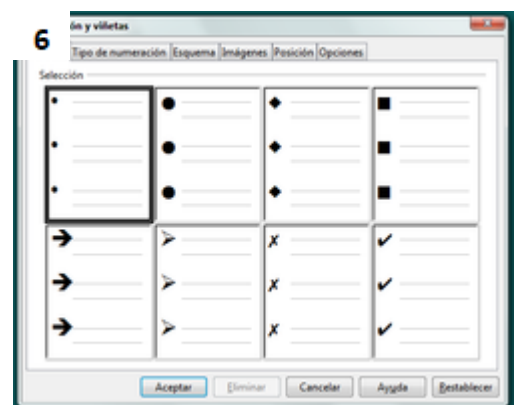 6
ón y viñetas
Tipo de numeración Esquema Imágenes Posición Opciones
Selección
Aceptar Eliminar Cancelar Ayuda Restablecer